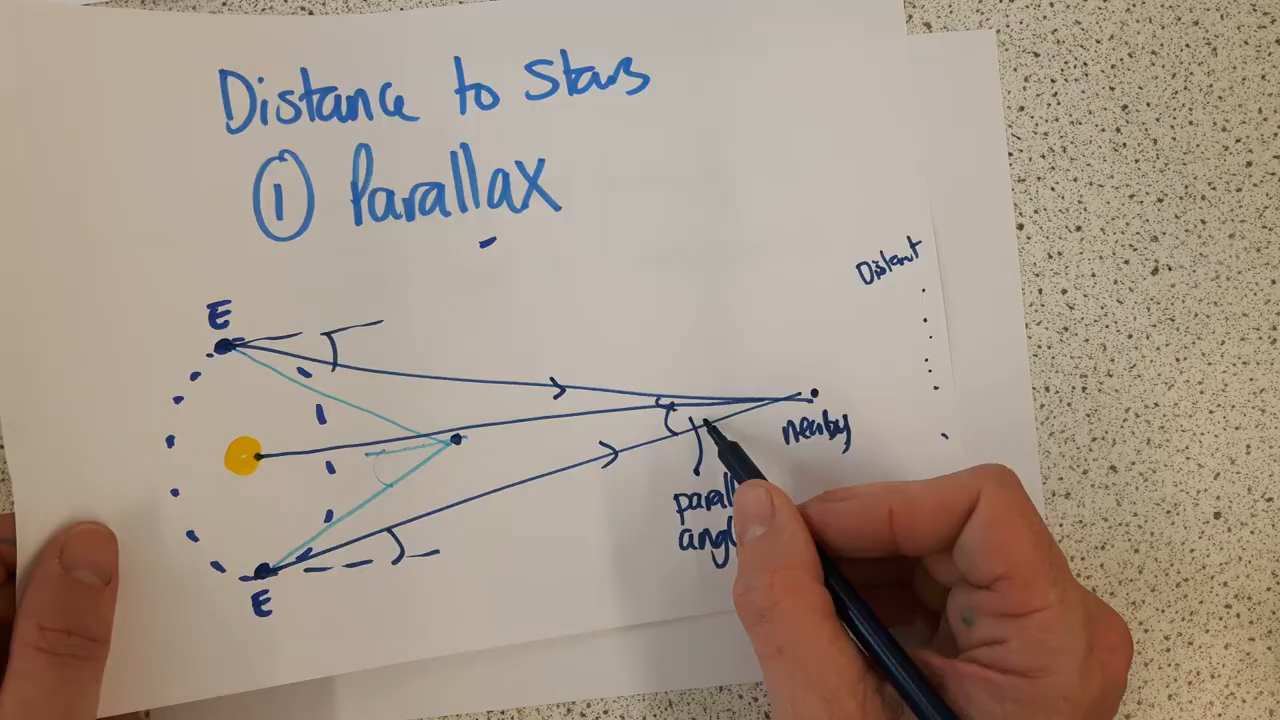 Distance to Stars
① Parallax
Distant
E
nearby
E